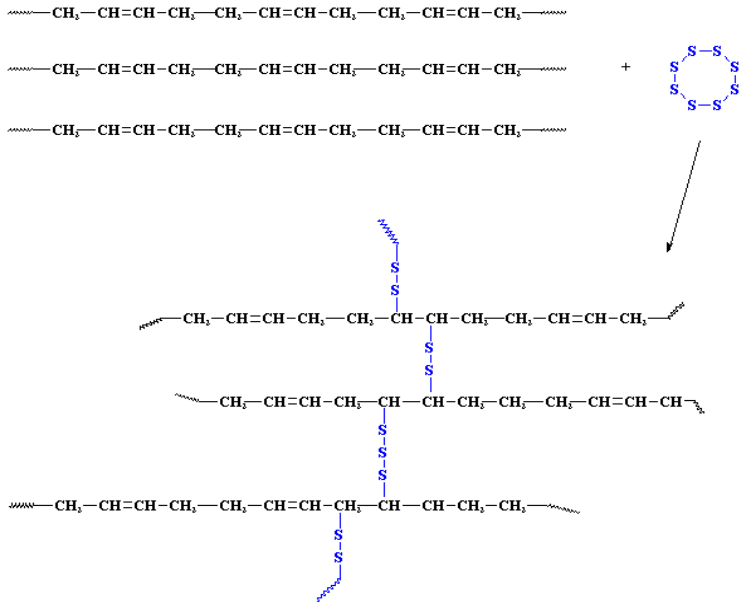 CH₂—CH=CH—CH₂—CH₂—CH=CH—CH₂—CH₂—CH=CH—CH₂
S—S
CH₂—CH=CH—CH₂—CH₂—CH=CH—CH₂—CH₂—CH=CH—CH₂ + S S
S S
S—S
CH₂—CH=CH—CH₂—CH₂—CH=CH—CH₂—CH₂—CH=CH—CH₂
S
S
CH₂—CH=CH—CH₂—CH₂—CH—CH—CH₂—CH₂—CH=CH—CH₂
S
S
CH₂—CH=CH—CH₂—CH—CH—CH₂—CH₂—CH₂—CH=CH—CH
S
S
S
CH₂—CH=CH—CH₂—CH₂—CH=CH—CH₂—CH—CH—CH₂—CH₂
S
S